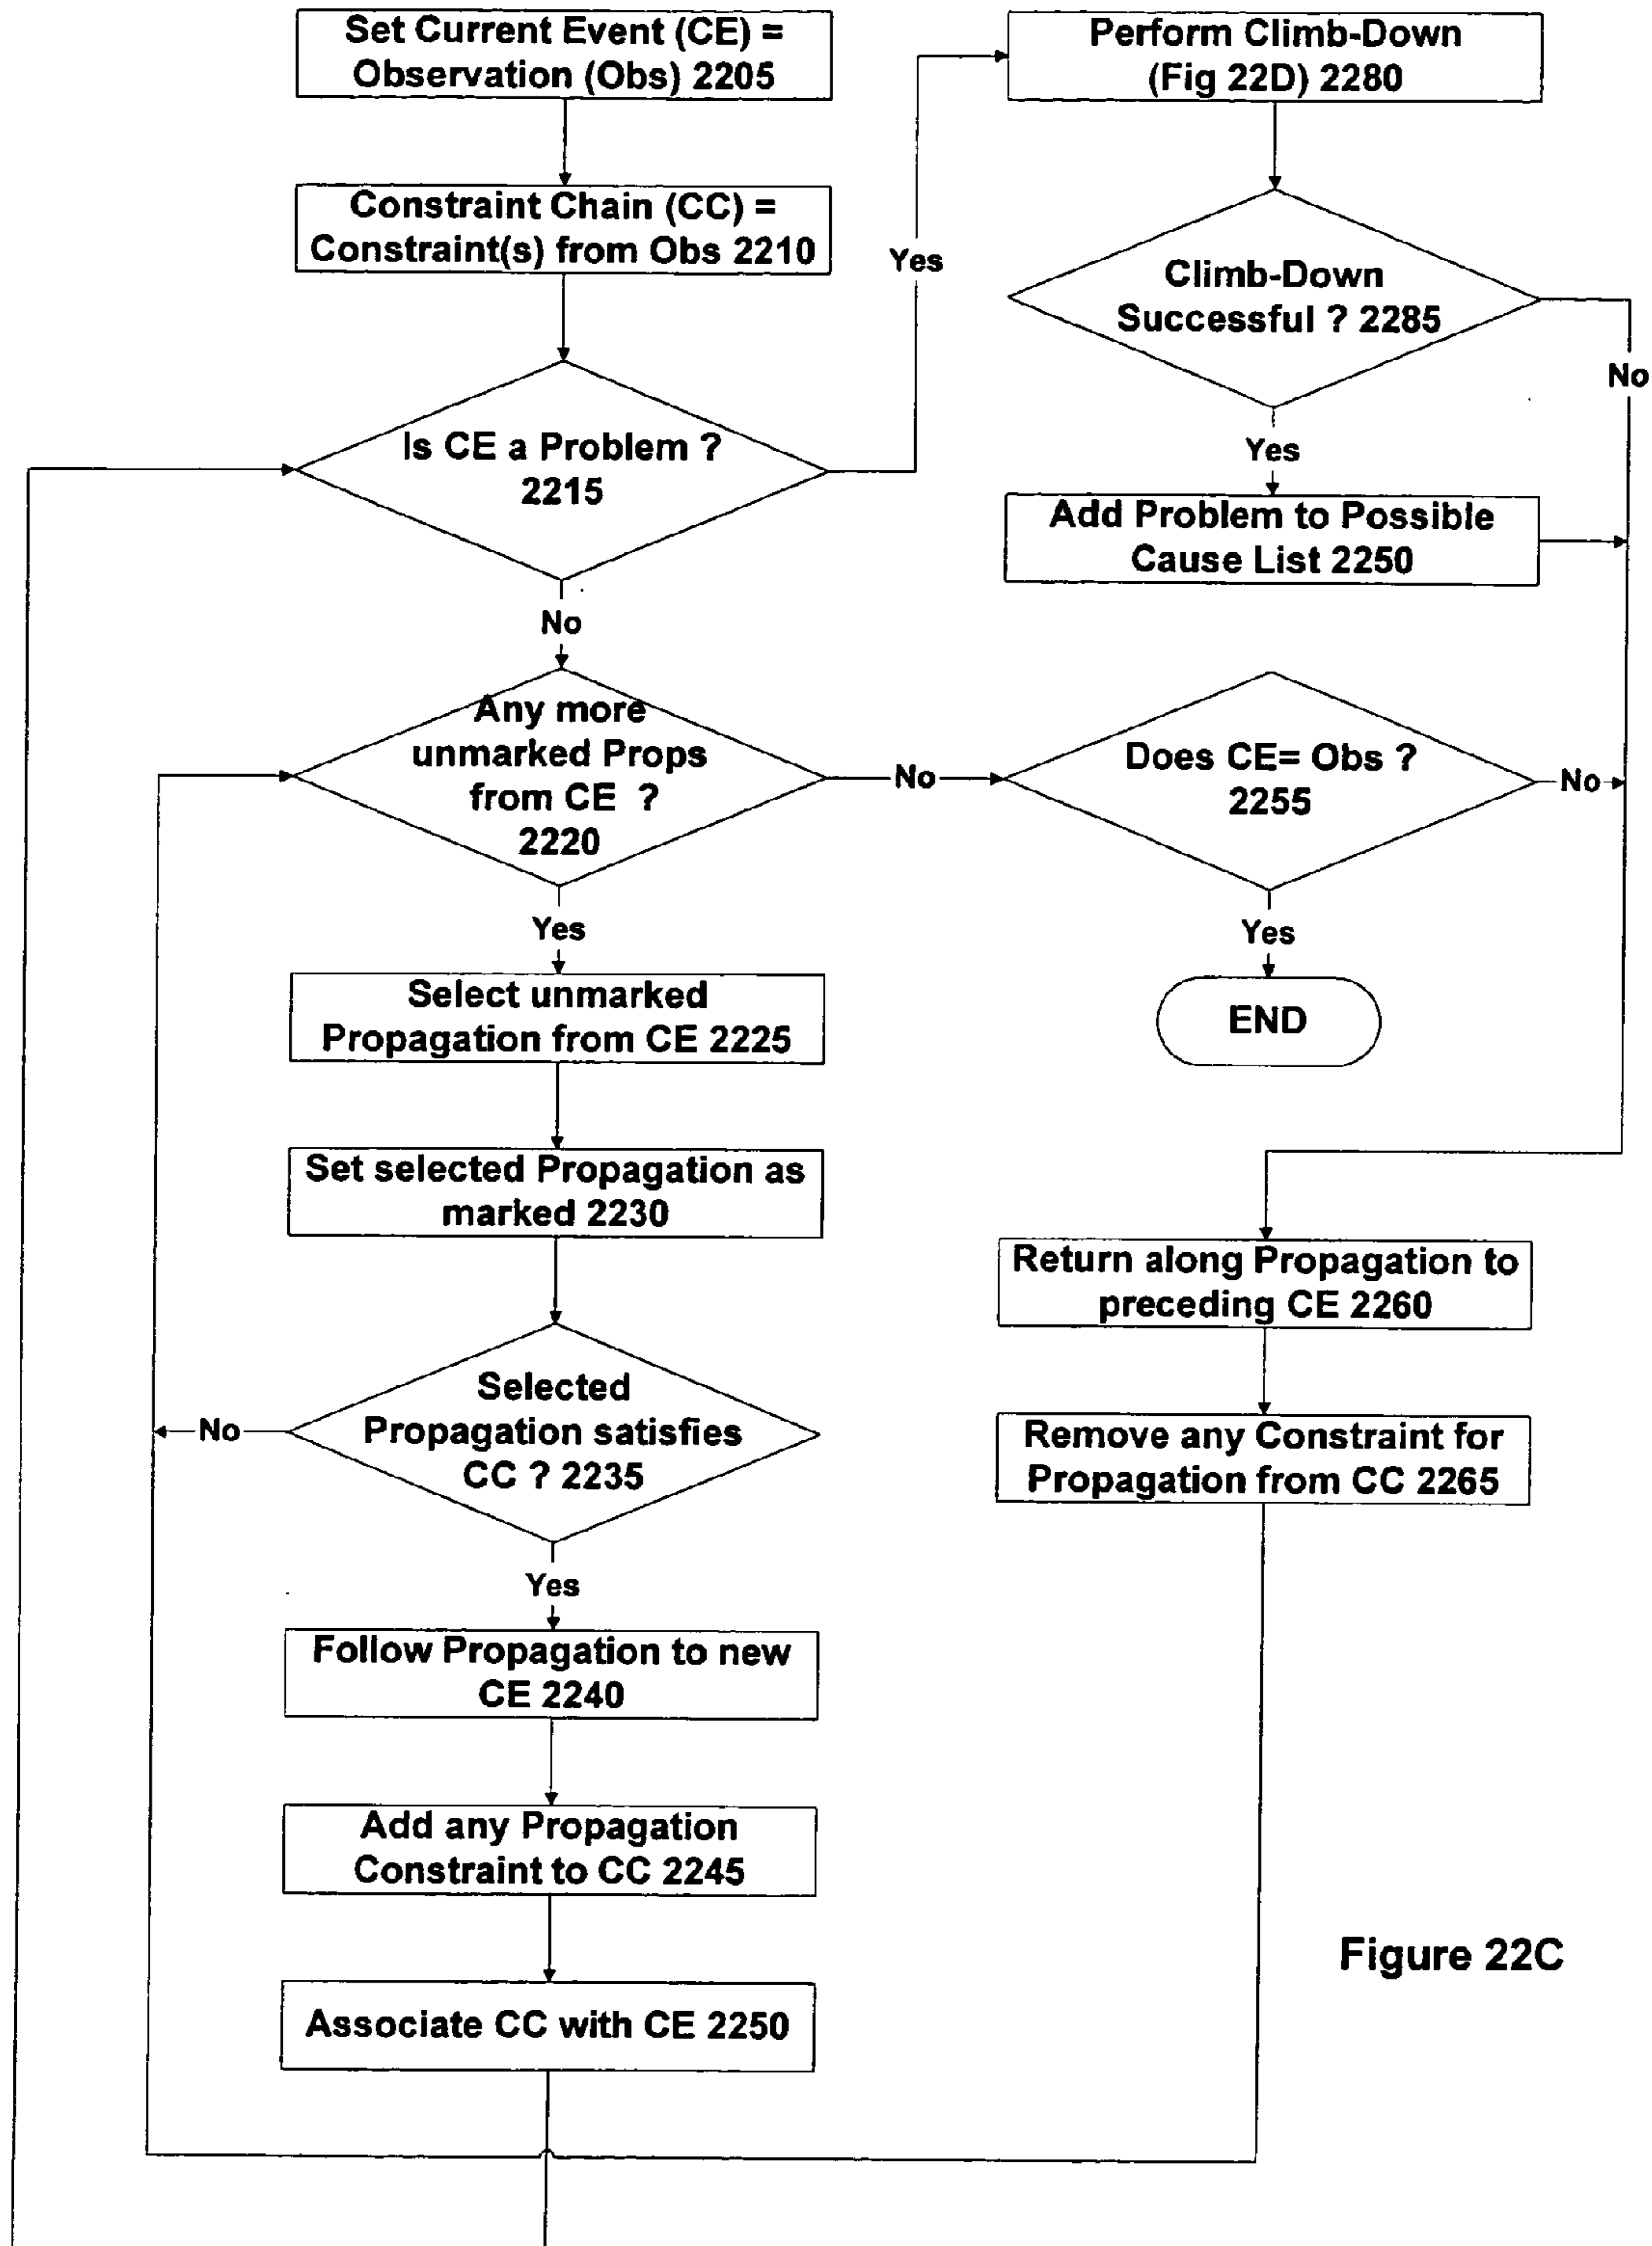 Set Current Event (CE) =
Observation (Obs) 2205
Constraint Chain (CC) =
Constraint(s) from Obs 2210
Is CE a Problem ?
2215
Yes
No
Perform Climb-Down
(Fig 22D) 2280
Climb-Down
Successful ? 2285
No
Yes
Add Problem to Possible
Cause List 2250
Any more
unmarked Props
from CE ?
2220
No
Does CE= Obs ?
2255
No
Yes
END
Yes
Select unmarked
Propagation from CE 2225
Set selected Propagation as
marked 2230
Selected
Propagation satisfies
CC ? 2235
No
Yes
Follow Propagation to new
CE 2240
Add any Propagation
Constraint to CC 2245
Associate CC with CE 2250
Return along Propagation to
preceding CE 2260
Remove any Constraint for
Propagation from CC 2265
Figure 22C